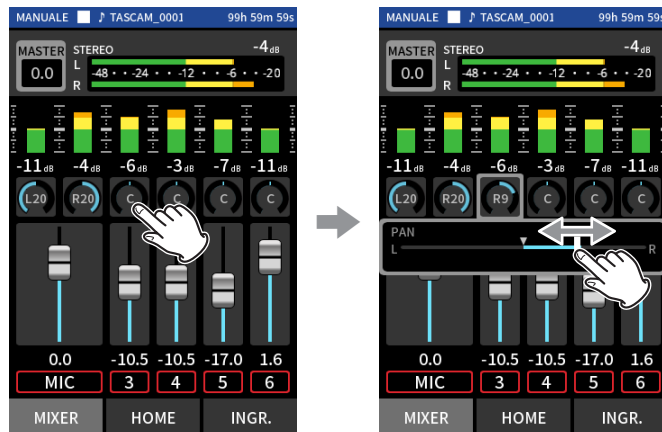 MANUALE ♪ TASCAM_0001 99h 59m 59s
MASTER STEREO -4dB
0.0 L -48 · · -24 · · -12 · · -6 · · -20
R
-11dB -4dB -6dB -3dB -7dB -11dB
L20 R20 C C C C
0.0 -10.5 -10.5 -17.0 1.6
MIC 3 4 5 6
MIXER HOME INGR.
MANUALE ♪ TASCAM_0001 99h 59m 59s
MASTER STEREO -4dB
0.0 L -48 · · -24 · · -12 · · -6 · · -20
R
-11dB -4dB -6dB -3dB -7dB -11dB
L20 R20 R9 C C C
PAN
L R
0.0 -10.5 -10.5 -17.0 1.6
MIC 3 4 5 6
MIXER HOME INGR.